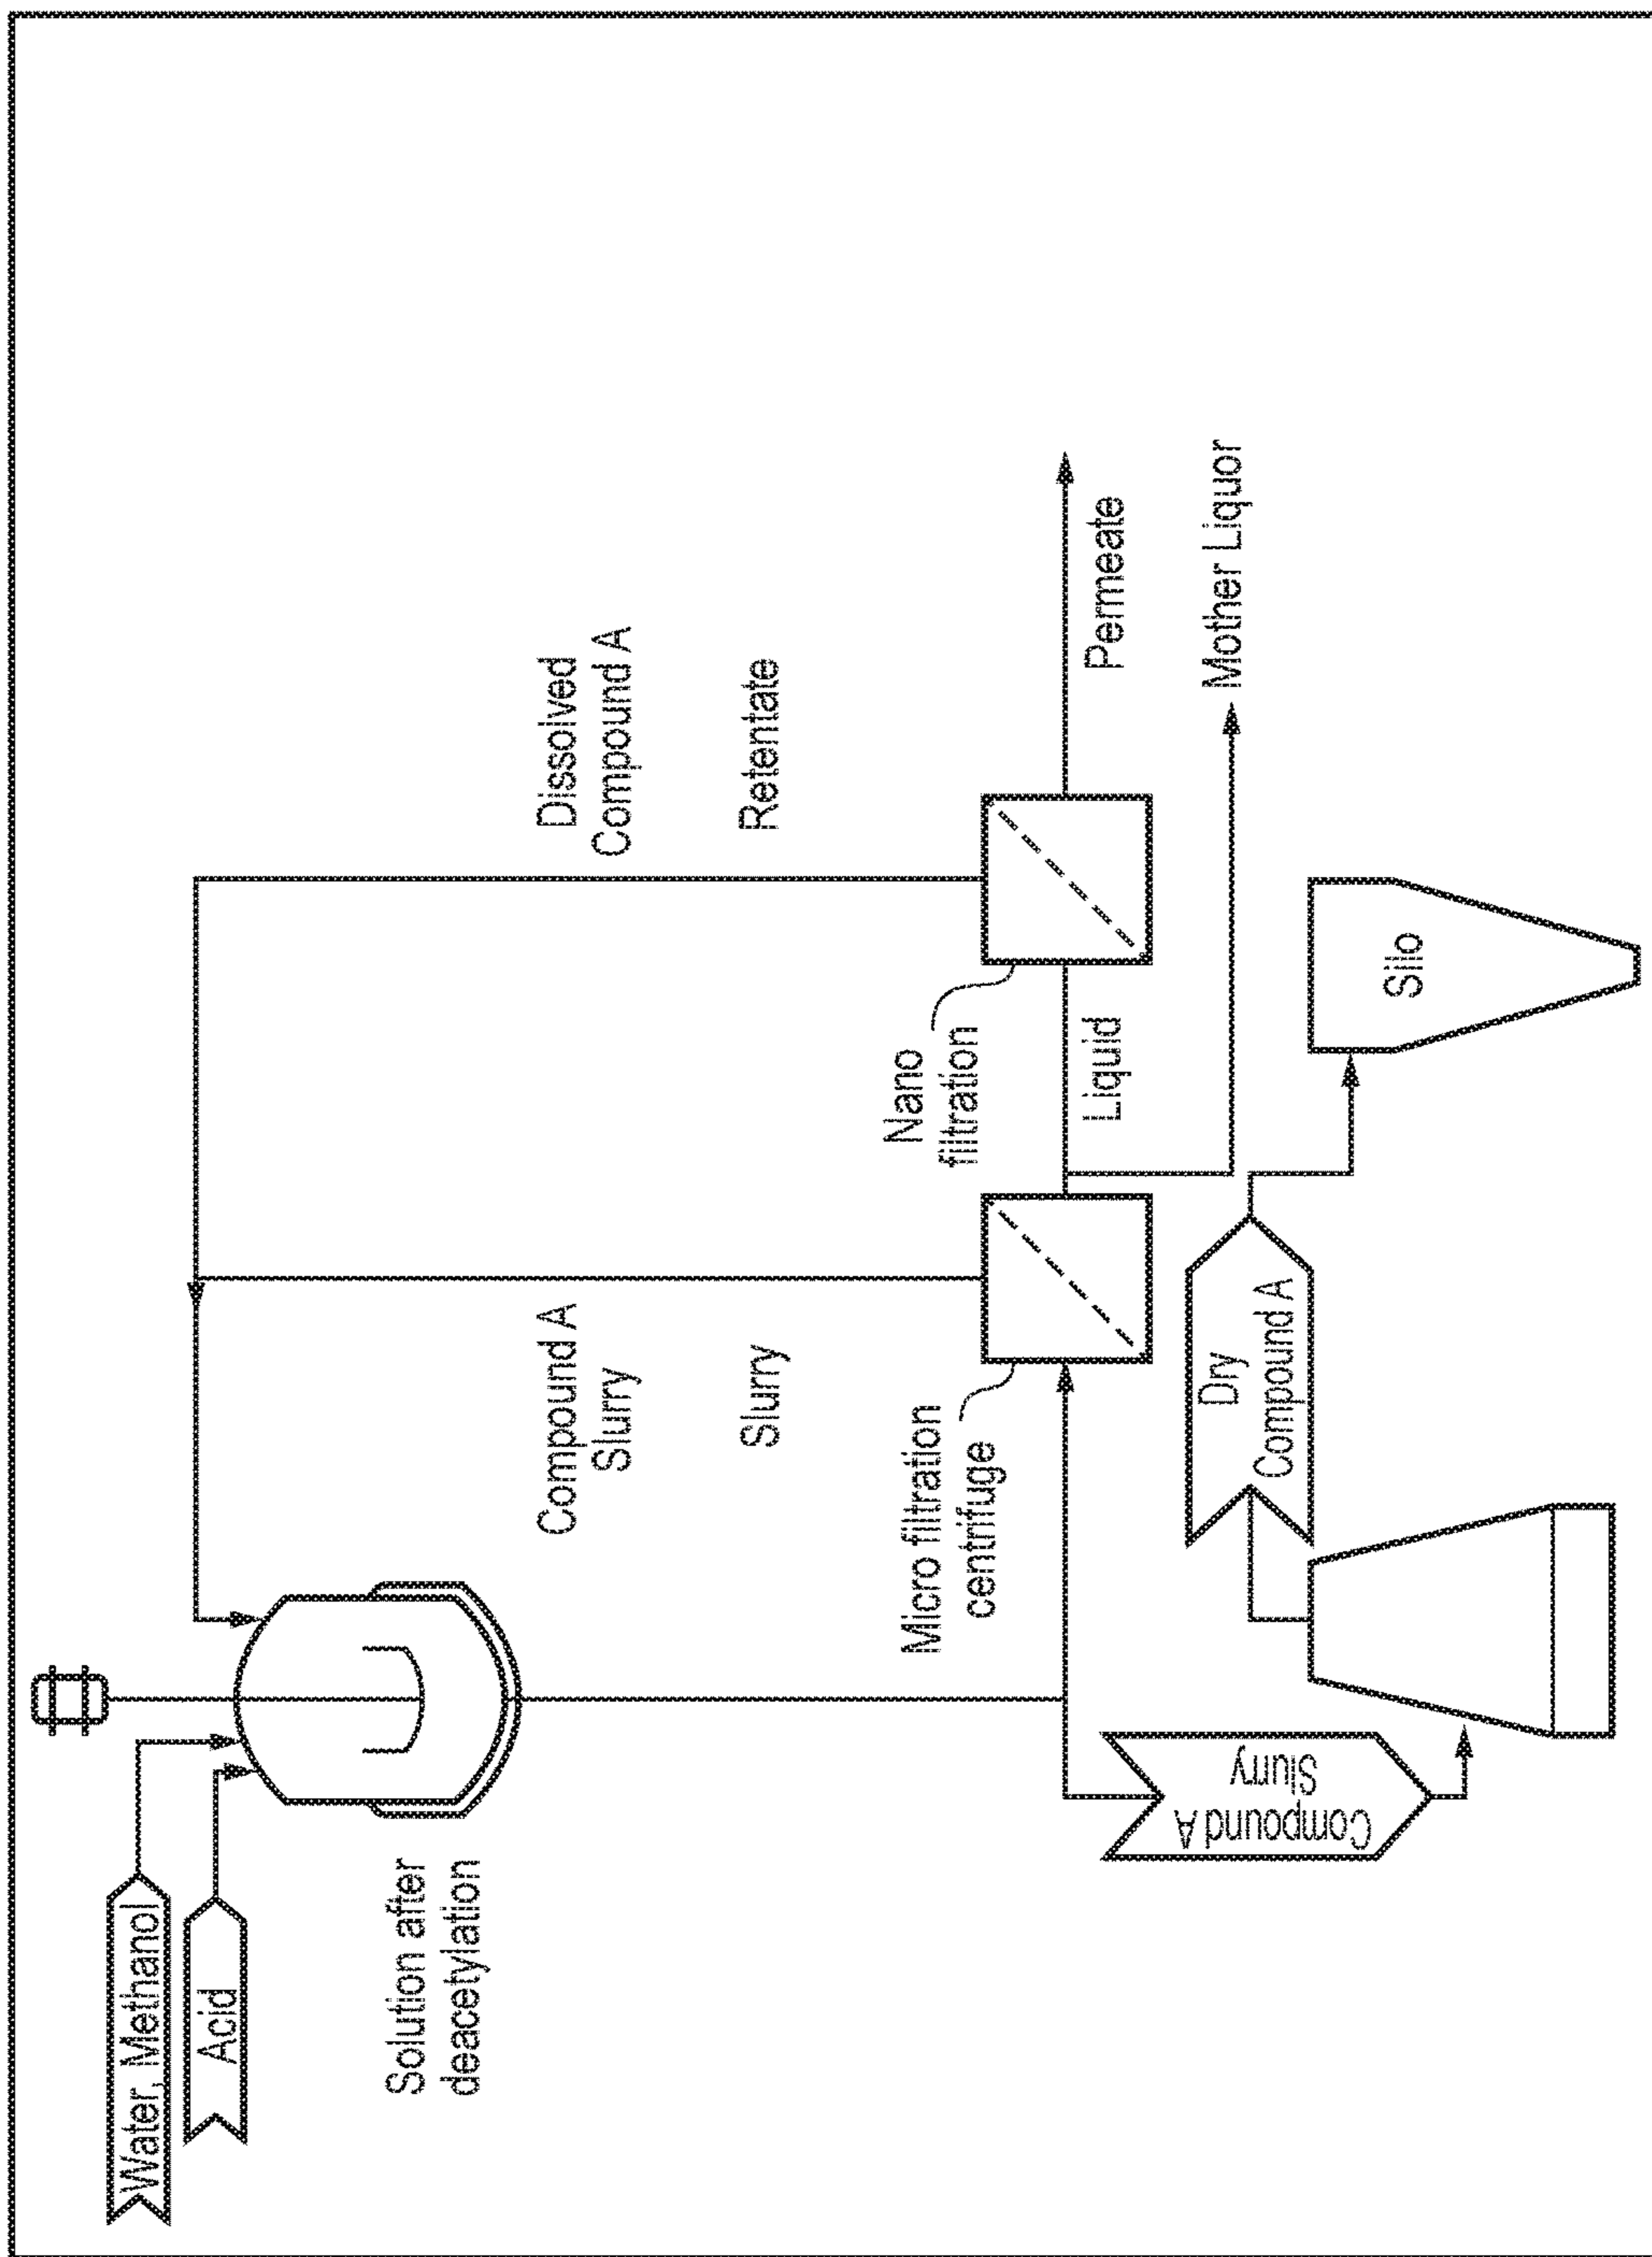 Water, Methanol
Acid
Solution after
deacetylation
Compound A
Slurry
Slurry
Dissolved
Compound A
Retentate
Micro filtration
centrifuge
Nano
filtration
Liquid
Permeate
Mother Liquor
Compound A
Slurry
Dry
Compound A
Silo